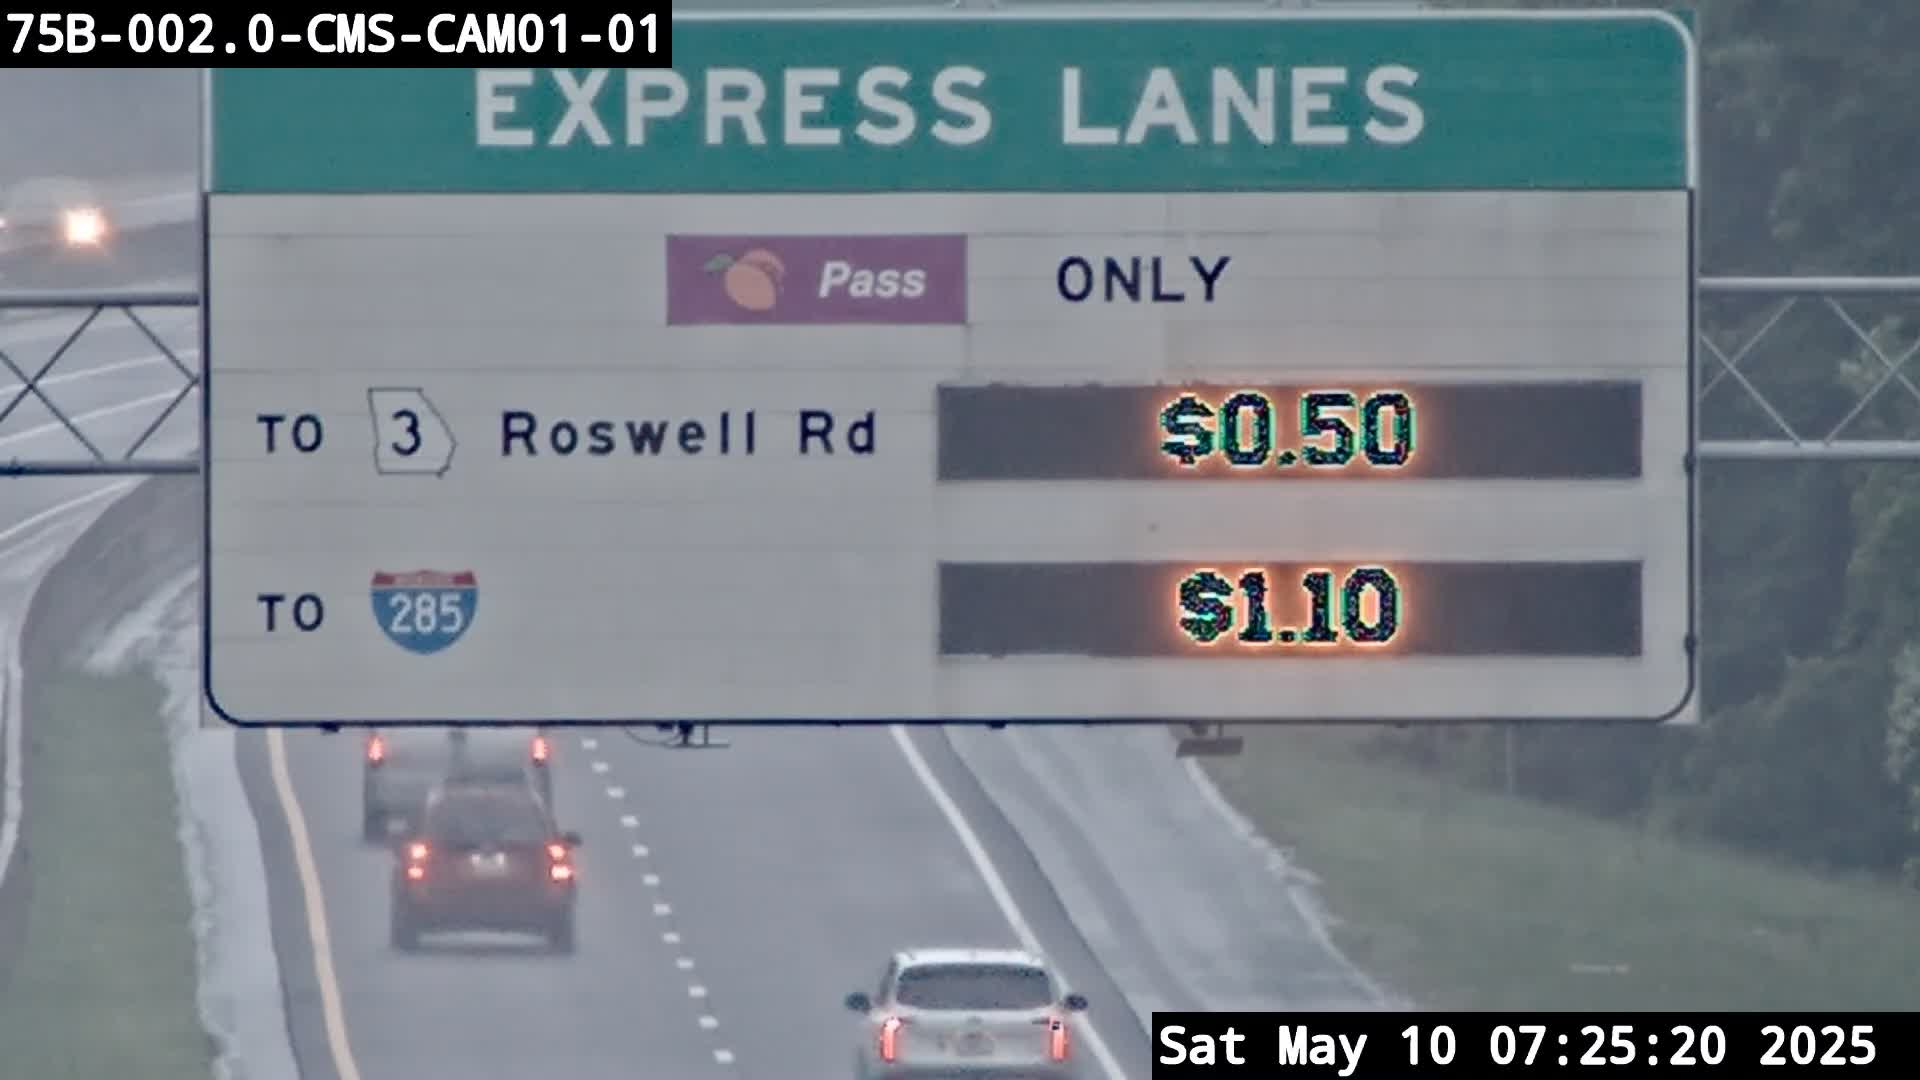 75B-002.0-CMS-CAM01-01
EXPRESS LANES
Pass ONLY
TO 3 Roswell Rd $0.50
TO 285 $1.10
Sat May 10 07:25:20 2025